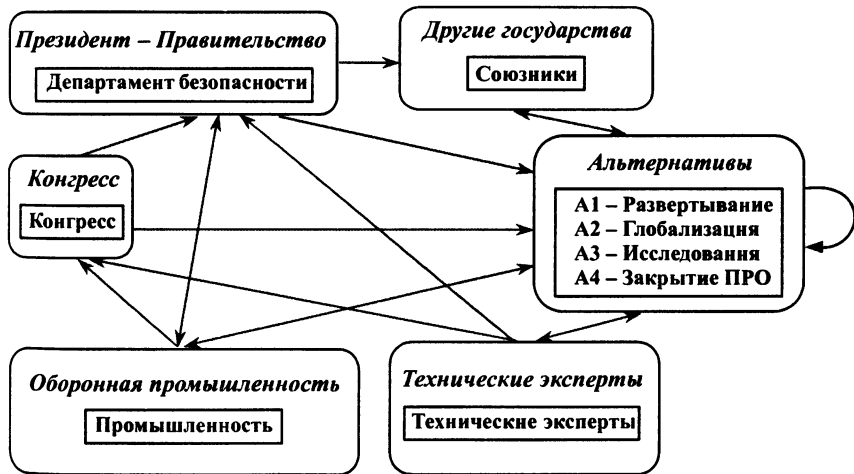 Президент – Правительство
Департамент безопасности
Другие государства
Союзники
Конгресс
Конгресс
Альтернативы
А1 – Развертывание
А2 – Глобализация
А3 – Исследования
А4 – Закрытие ПРО
Оборонная промышленность
Промышленность
Технические эксперты
Технические эксперты